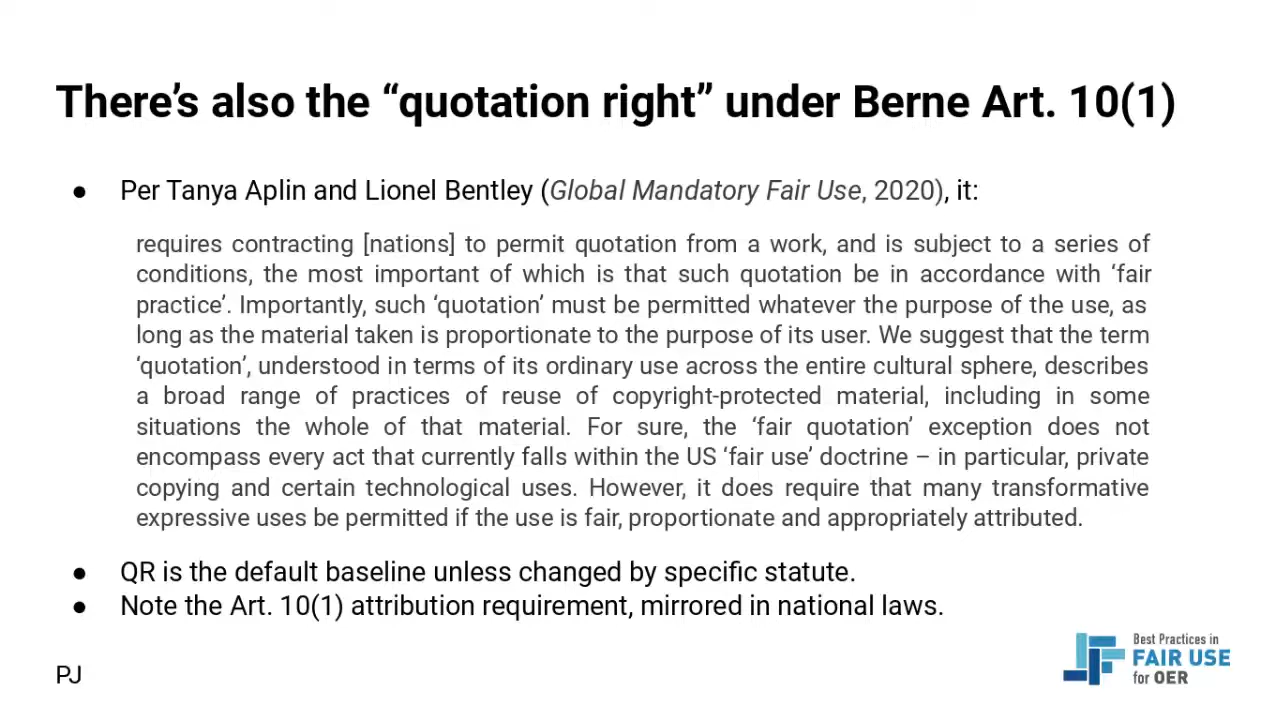 There’s also the “quotation right” under Berne Art. 10(1)
● Per Tanya Aplin and Lionel Bentley (Global Mandatory Fair Use, 2020), it:
requires contracting [nations] to permit quotation from a work, and is subject to a series of
conditions, the most important of which is that such quotation be in accordance with ‘fair
practice’. Importantly, such ‘quotation’ must be permitted whatever the purpose of the use, as
long as the material taken is proportionate to the purpose of its user. We suggest that the term
‘quotation’, understood in terms of its ordinary use across the entire cultural sphere, describes
a broad range of practices of reuse of copyright-protected material, including in some
situations the whole of that material. For sure, the ‘fair quotation’ exception does not
encompass every act that currently falls within the US ‘fair use’ doctrine – in particular, private
copying and certain technological uses. However, it does require that many transformative
expressive uses be permitted if the use is fair, proportionate and appropriately attributed.
● QR is the default baseline unless changed by specific statute.
● Note the Art. 10(1) attribution requirement, mirrored in national laws.
PJ
Best Practices in
FAIR USE
for OER